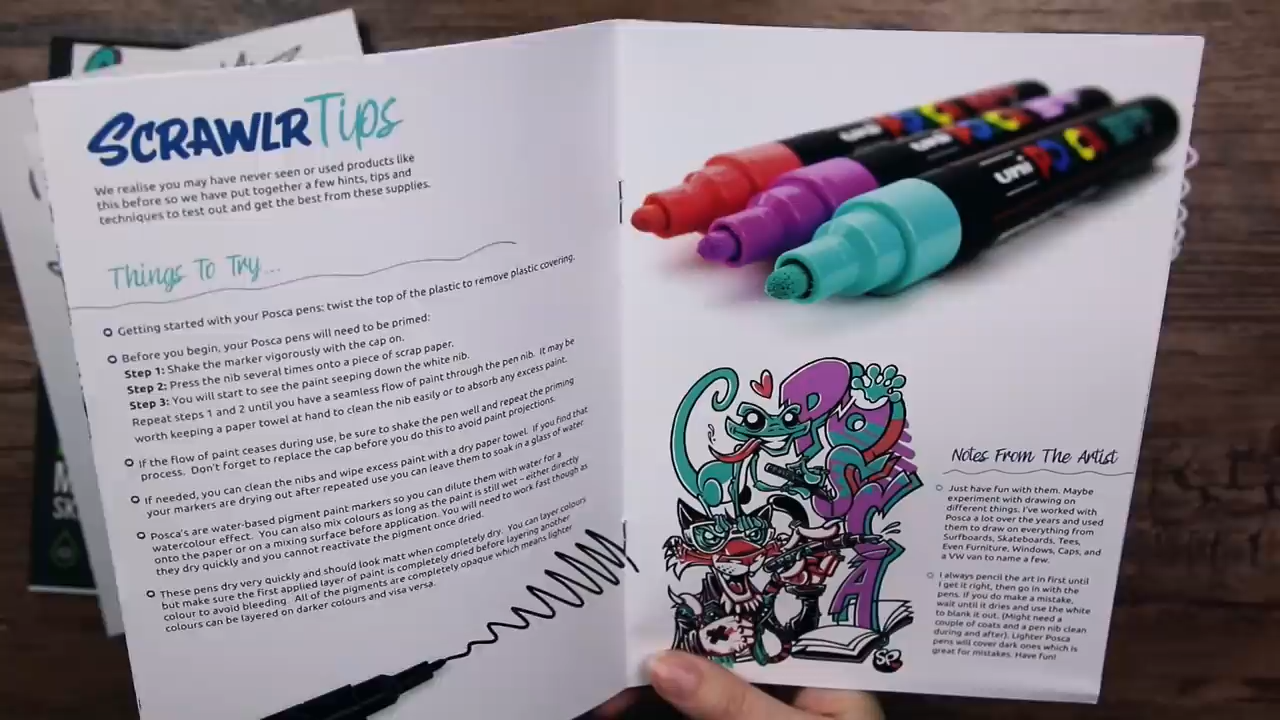 SCRAWLR Tips
We realise you may have never seen or used products like
this before so we have put together a few hints, tips and
techniques to test out and get the best from these supplies.
Things To Try...
Getting started with your Posca pens: twist the top of the plastic to remove plastic covering.
Before you begin, your Posca pens will need to be primed:
Step 1: Shake the marker vigorously with the cap on.
Step 2: Press the nib several times onto a piece of scrap paper.
Step 3: You will start to see the paint seeping down the white nib.
Repeat steps 1 and 2 until you have a seamless flow of paint through the pen nib. It may be
worth keeping a paper towel at hand to clean the nib easily or to absorb any excess paint.
If the flow of paint ceases during use, be sure to shake the pen well and repeat the priming
process. Don't forget to replace the cap before you do this to avoid paint projections.
If needed, you can clean the nibs and wipe excess paint with a dry paper towel. If you find that
your markers are drying out after repeated use you can leave them to soak in a glass of water
Posca's are water-based pigment paint markers so you can dilute them with water for a
watercolour effect. You can also mix colours as long as the paint is still wet – either directly
onto the paper or on a mixing surface before application. You will need to work fast though as
they dry quickly and you cannot reactivate the pigment once dried.
These pens dry very quickly and should look matt when completely dry. You can layer colours
but make sure the first applied layer of paint is completely dried before layering another
colour to avoid bleeding. All of the pigments are completely opaque which means lighter
colours can be layered on darker colours and visa versa.
uni POSCA
uni POSCA
uni POSCA
POSCA!
SP
Notes From The Artist
Just have fun with them. Maybe
experiment with drawing on
different things. I've worked with
Posca a lot over the years and used
them to draw on everything from
Surfboards, Skateboards, Tees,
Even Furniture, Windows, Caps, and
a VW van to name a few.
I always pencil the art in first until
I get it right, then go in with the
pens. If you do make a mistake,
wait until it dries and use the white
to blank it out. (Might need a
couple of coats and a pen nib clean
during and after). Lighter Posca
pens will cover dark ones which is
great for mistakes. Have fun!